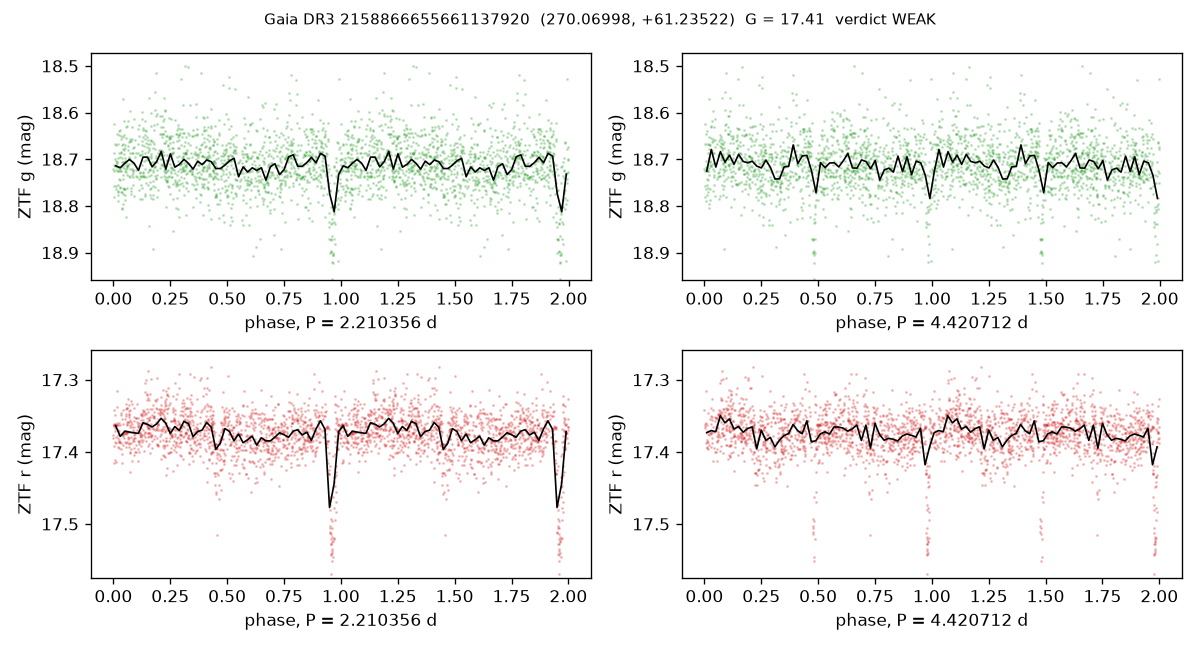 Gaia DR3 2158866655661137920 (270.06998, +61.23522) G = 17.41 verdict WEAK
ZTF g (mag)
18.5
18.6
18.7
18.8
18.9
0.00 0.25 0.50 0.75 1.00 1.25 1.50 1.75 2.00
phase, P = 2.210356 d
ZTF g (mag)
18.5
18.6
18.7
18.8
18.9
0.00 0.25 0.50 0.75 1.00 1.25 1.50 1.75 2.00
phase, P = 4.420712 d
ZTF r (mag)
17.3
17.4
17.5
0.00 0.25 0.50 0.75 1.00 1.25 1.50 1.75 2.00
phase, P = 2.210356 d
ZTF r (mag)
17.3
17.4
17.5
0.00 0.25 0.50 0.75 1.00 1.25 1.50 1.75 2.00
phase, P = 4.420712 d